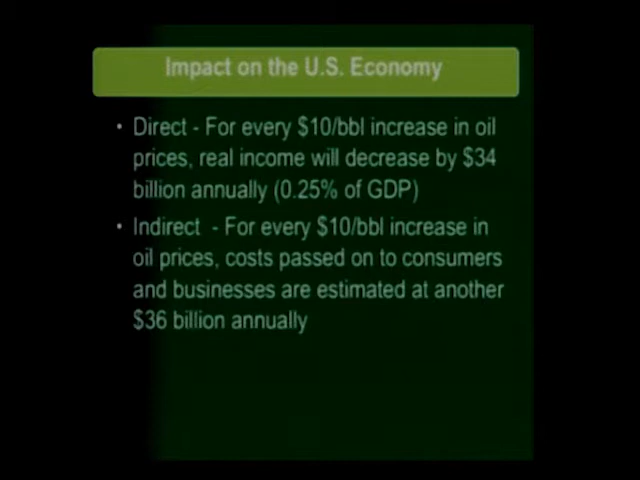 Impact on the U.S. Economy
• Direct - For every $10/bbl increase in oil
prices, real income will decrease by $34
billion annually (0.25% of GDP)
• Indirect - For every $10/bbl increase in
oil prices, costs passed on to consumers
and businesses are estimated at another
$36 billion annually